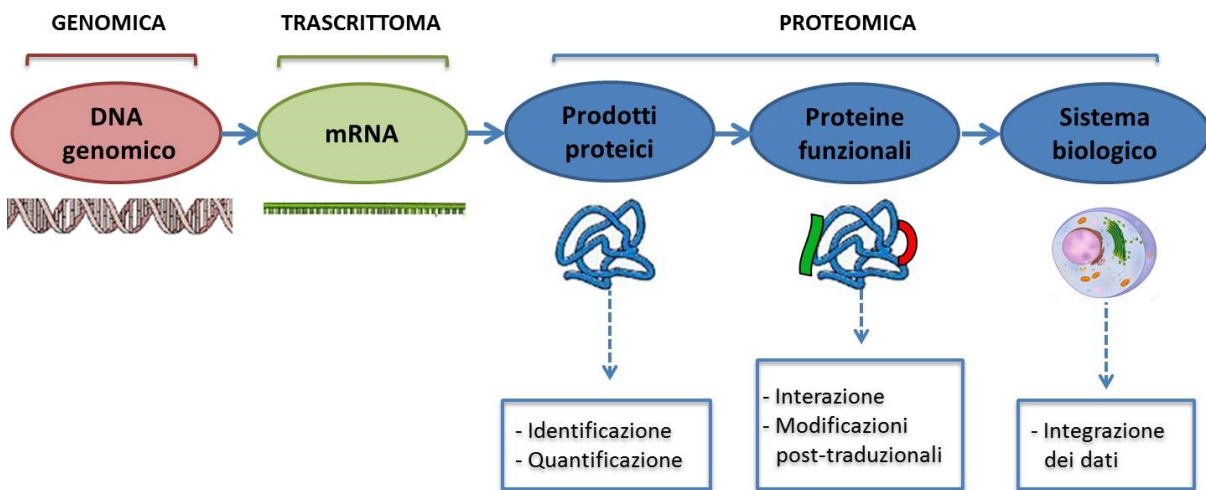 GENOMICA
TRASCRITTOMA
PROTEOMICA
DNA
genomico
mRNA
Prodotti
proteici
Proteine
funzionali
Sistema
biologico
- Identificazione
- Quantificazione
- Interazione
- Modificazioni
post-traduzionali
- Integrazione
dei dati